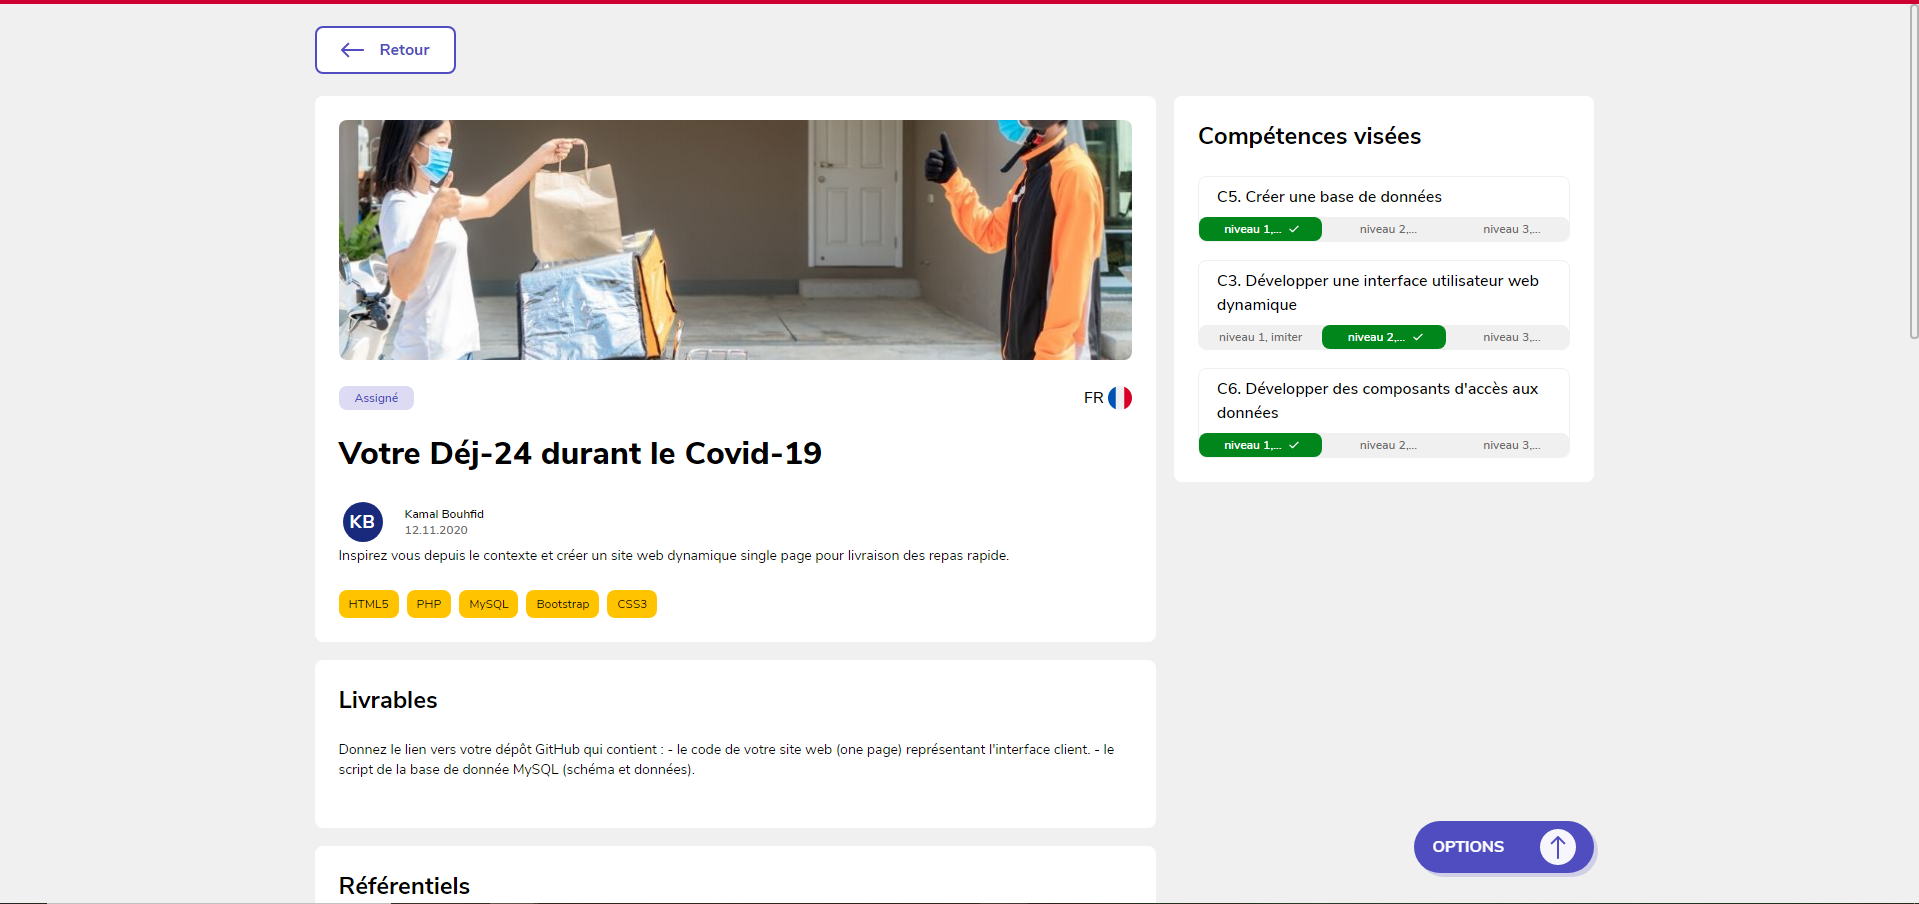 Retour
Assigné
FR
Votre Déj-24 durant le Covid-19
KB
Kamal Bouhfid
12.11.2020
Inspirez vous depuis le contexte et créer un site web dynamique single page pour livraison des repas rapide.
HTML5 PHP MySQL Bootstrap CSS3
Livrables
Donnez le lien vers votre dépôt GitHub qui contient : - le code de votre site web (one page) représentant l'interface client. - le
script de la base de donnée MySQL (schéma et données).
Référentiels
Compétences visées
C5. Créer une base de données
niveau 1,... niveau 2,... niveau 3,...
C3. Développer une interface utilisateur web
dynamique
niveau 1, imiter niveau 2,... niveau 3,...
C6. Développer des composants d'accès aux
données
niveau 1,... niveau 2,... niveau 3,...
OPTIONS